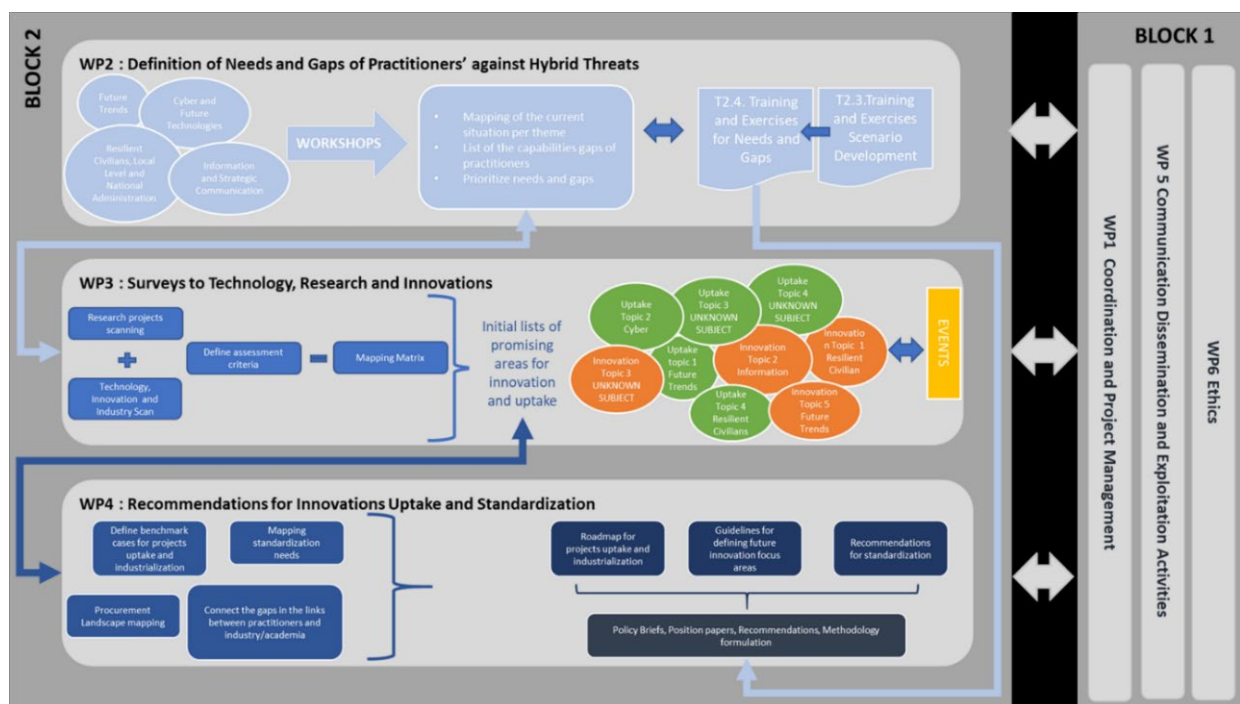 BLOCK 2
WP2 : Definition of Needs and Gaps of Practitioners' against Hybrid Threats
Future
Trends
Cyber and
Future
Technologies
Resilient
Civilians, Local
Level and
National
Administration
Information
and Strategic
Communication
WORKSHOPS
• Mapping of the current
situation per theme
• List of the capabilities gaps of
practitioners
• Prioritize needs and gaps
T2.4. Training
and Exercises
for Needs and
Gaps
T2.3.Training
and Exercises
Scenario
Development
WP3 : Surveys to Technology, Research and Innovations
Research projects
scanning
Technology,
Innovation and
Industry Scan
Define assessment
criteria
Mapping Matrix
Initial lists of
promising
areas for
innovation
and uptake
Uptake
Topic 2
Cyber
Uptake
Topic 3
UNKNOWN
SUBJECT
Uptake
Topic 4
UNKNOWN
SUBJECT
Innovation
Topic 3
UNKNOWN
SUBJECT
Uptake
topic 1
Future
Trends
Innovation
Topic 2
Information
Innovatio
n Topic 1
Resilient
Civilian
Uptake
Topic 4
Resilient
Civilians
Innovation
Topic 5
Future
Trends
EVENTS
WP4 : Recommendations for Innovations Uptake and Standardization
Define benchmark
cases for projects
uptake and
industrialization
Mapping
standardization
needs
Procurement
Landscape mapping
Connect the gaps in the links
between practitioners and
industry/academia
Roadmap for
projects uptake and
industrialization
Guidelines for
defining future
innovation focus
areas
Recommendations
for standardization
Policy Briefs, Position papers, Recommendations, Methodology
formulation
BLOCK 1
WP1 Coordination and Project Management
WP 5 Communication Dissemination and Exploitation Activities
WP6 Ethics